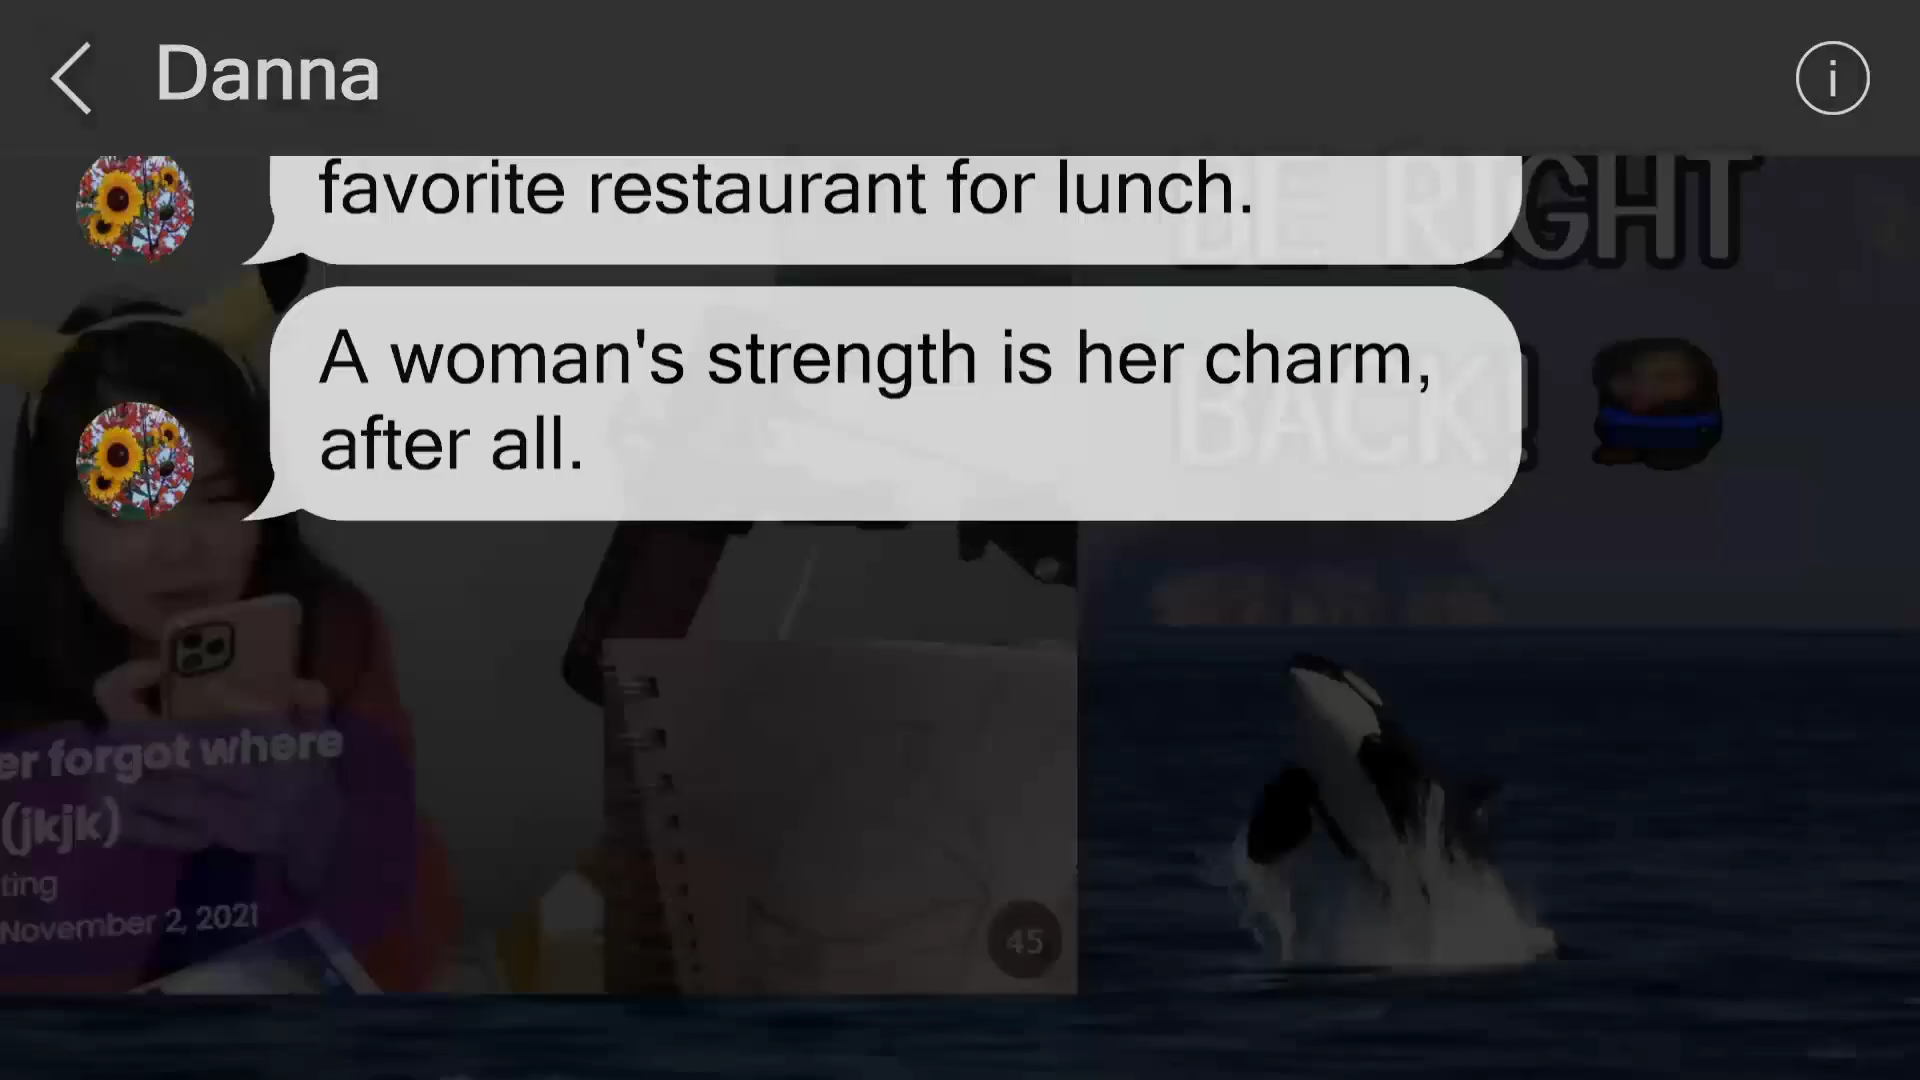 Danna
i
favorite restaurant for lunch.
BE RIGHT
A woman's strength is her charm,
after all.
BACK!
er forgot where
(jkjk)
ting
November 2, 2021
45